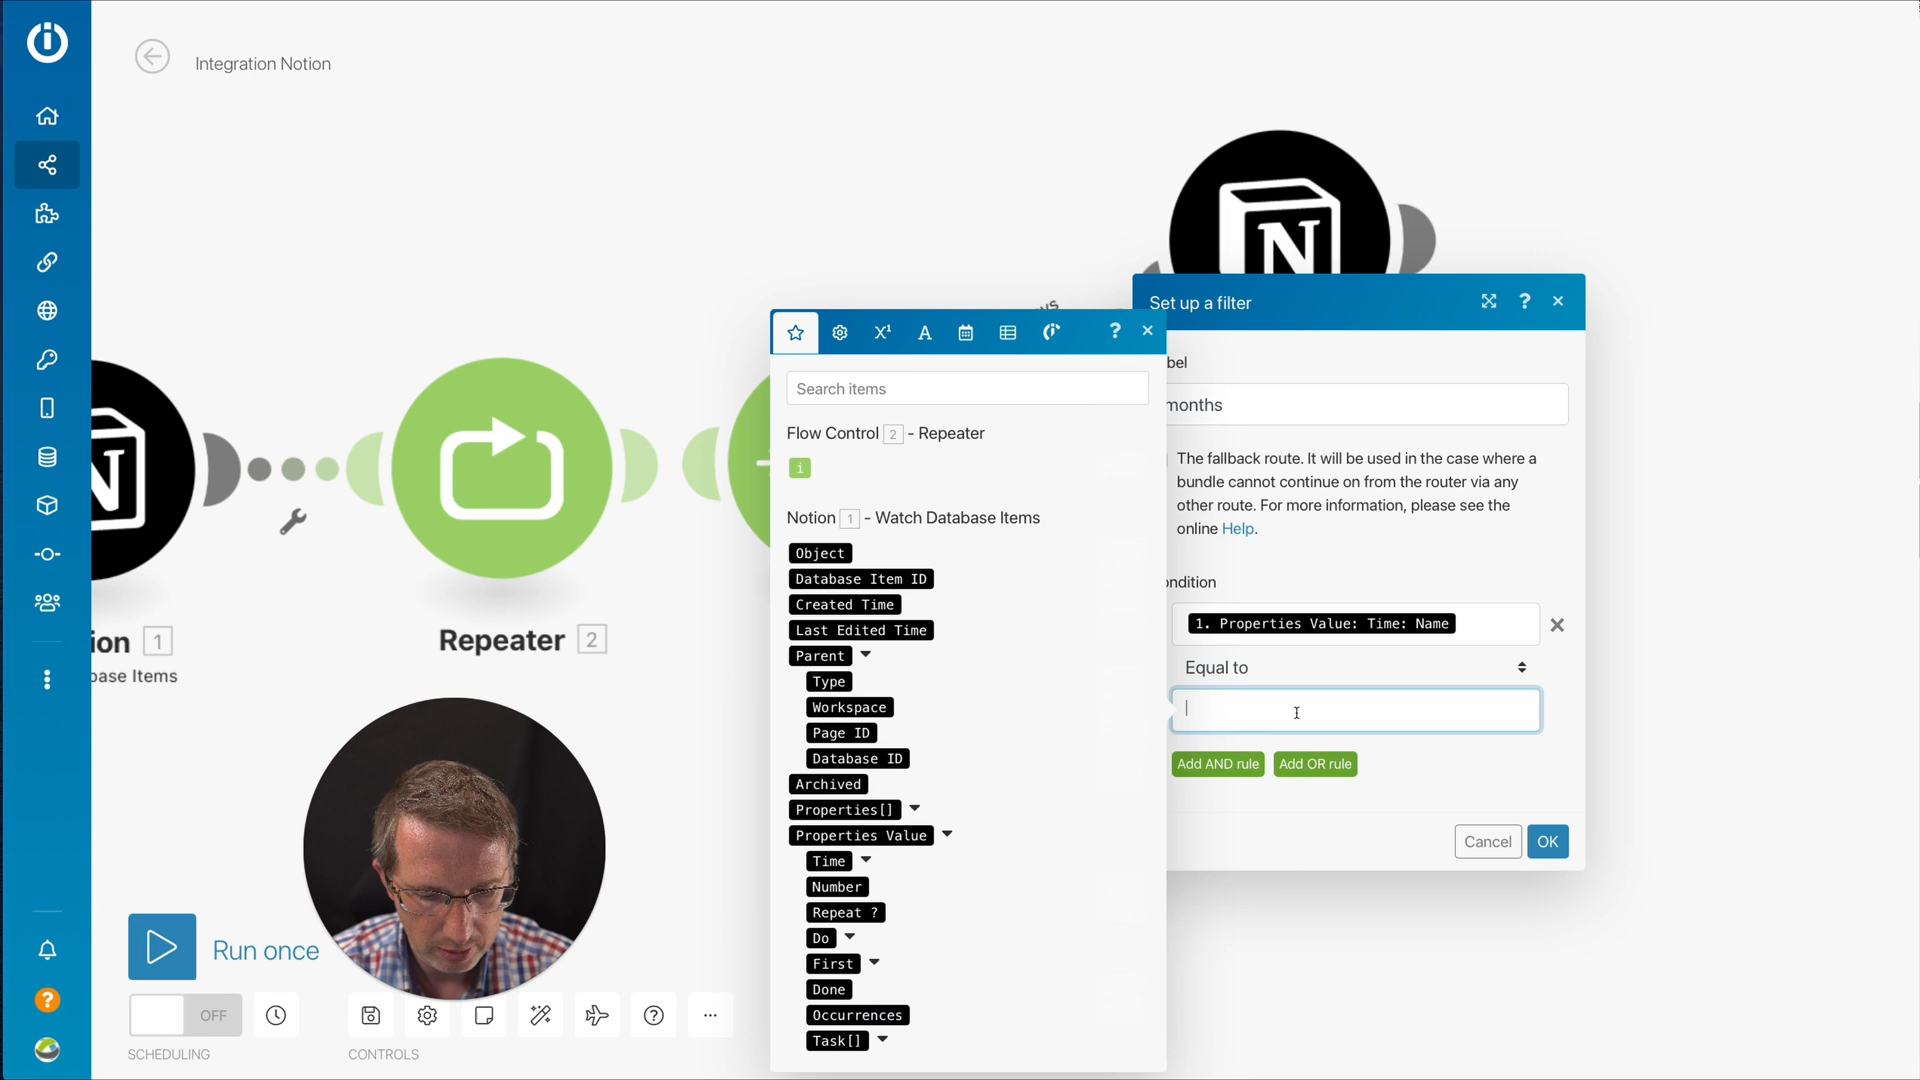 Integration Notion
N
Set up a filter
?
?
bel
Search items
months
Flow Control 2 - Repeater
i
The fallback route. It will be used in the case where a
bundle cannot continue on from the router via any
other route. For more information, please see the
online Help.
N
Notion 1 - Watch Database Items
Object
Database Item ID
Created Time
Last Edited Time
Parent
Type
Workspace
Page ID
Database ID
Archived
Properties[]
Properties Value
Time
Number
Repeat ?
Do
First
Done
Occurrences
Task[]
ondition
1. Properties Value: Time: Name
Equal to
Add AND rule Add OR rule
Cancel OK
ion 1
base Items
Repeater 2
Run once
OFF
SCHEDULING
CONTROLS